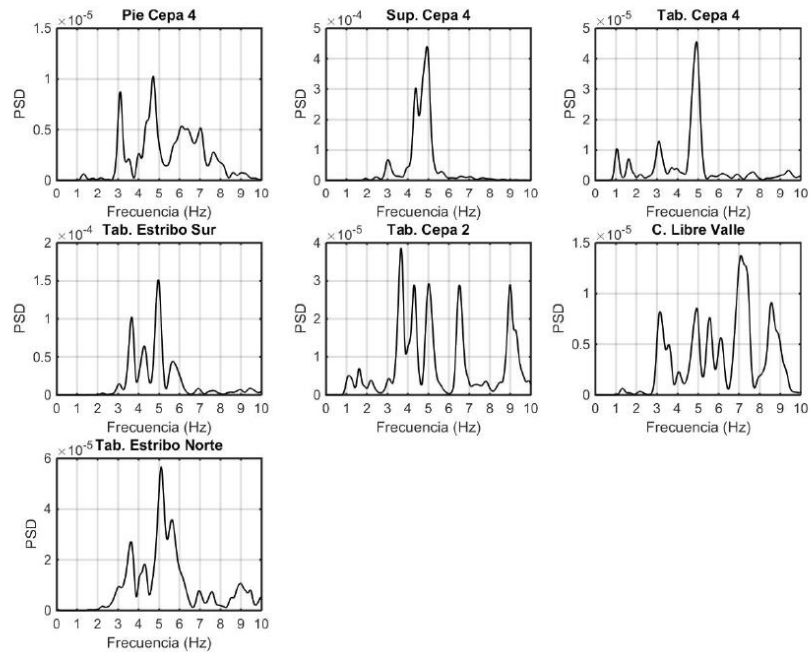 Pie Cepa 4
×10⁻⁵
1.5
1
0.5
0
PSD
0 1 2 3 4 5 6 7 8 9 10
Frecuencia (Hz)
Sup. Cepa 4
×10⁻⁴
5
4
3
2
1
0
PSD
0 1 2 3 4 5 6 7 8 9 10
Frecuencia (Hz)
Tab. Cepa 4
×10⁻⁵
5
4
3
2
1
0
PSD
0 1 2 3 4 5 6 7 8 9 10
Frecuencia (Hz)
Tab. Estribo Sur
×10⁻⁴
2
1.5
1
0.5
0
PSD
0 1 2 3 4 5 6 7 8 9 10
Frecuencia (Hz)
Tab. Cepa 2
×10⁻⁵
4
3
2
1
0
PSD
0 1 2 3 4 5 6 7 8 9 10
Frecuencia (Hz)
C. Libre Valle
×10⁻⁵
1.5
1
0.5
0
PSD
0 1 2 3 4 5 6 7 8 9 10
Frecuencia (Hz)
Tab. Estribo Norte
×10⁻⁵
6
4
2
0
PSD
0 1 2 3 4 5 6 7 8 9 10
Frecuencia (Hz)